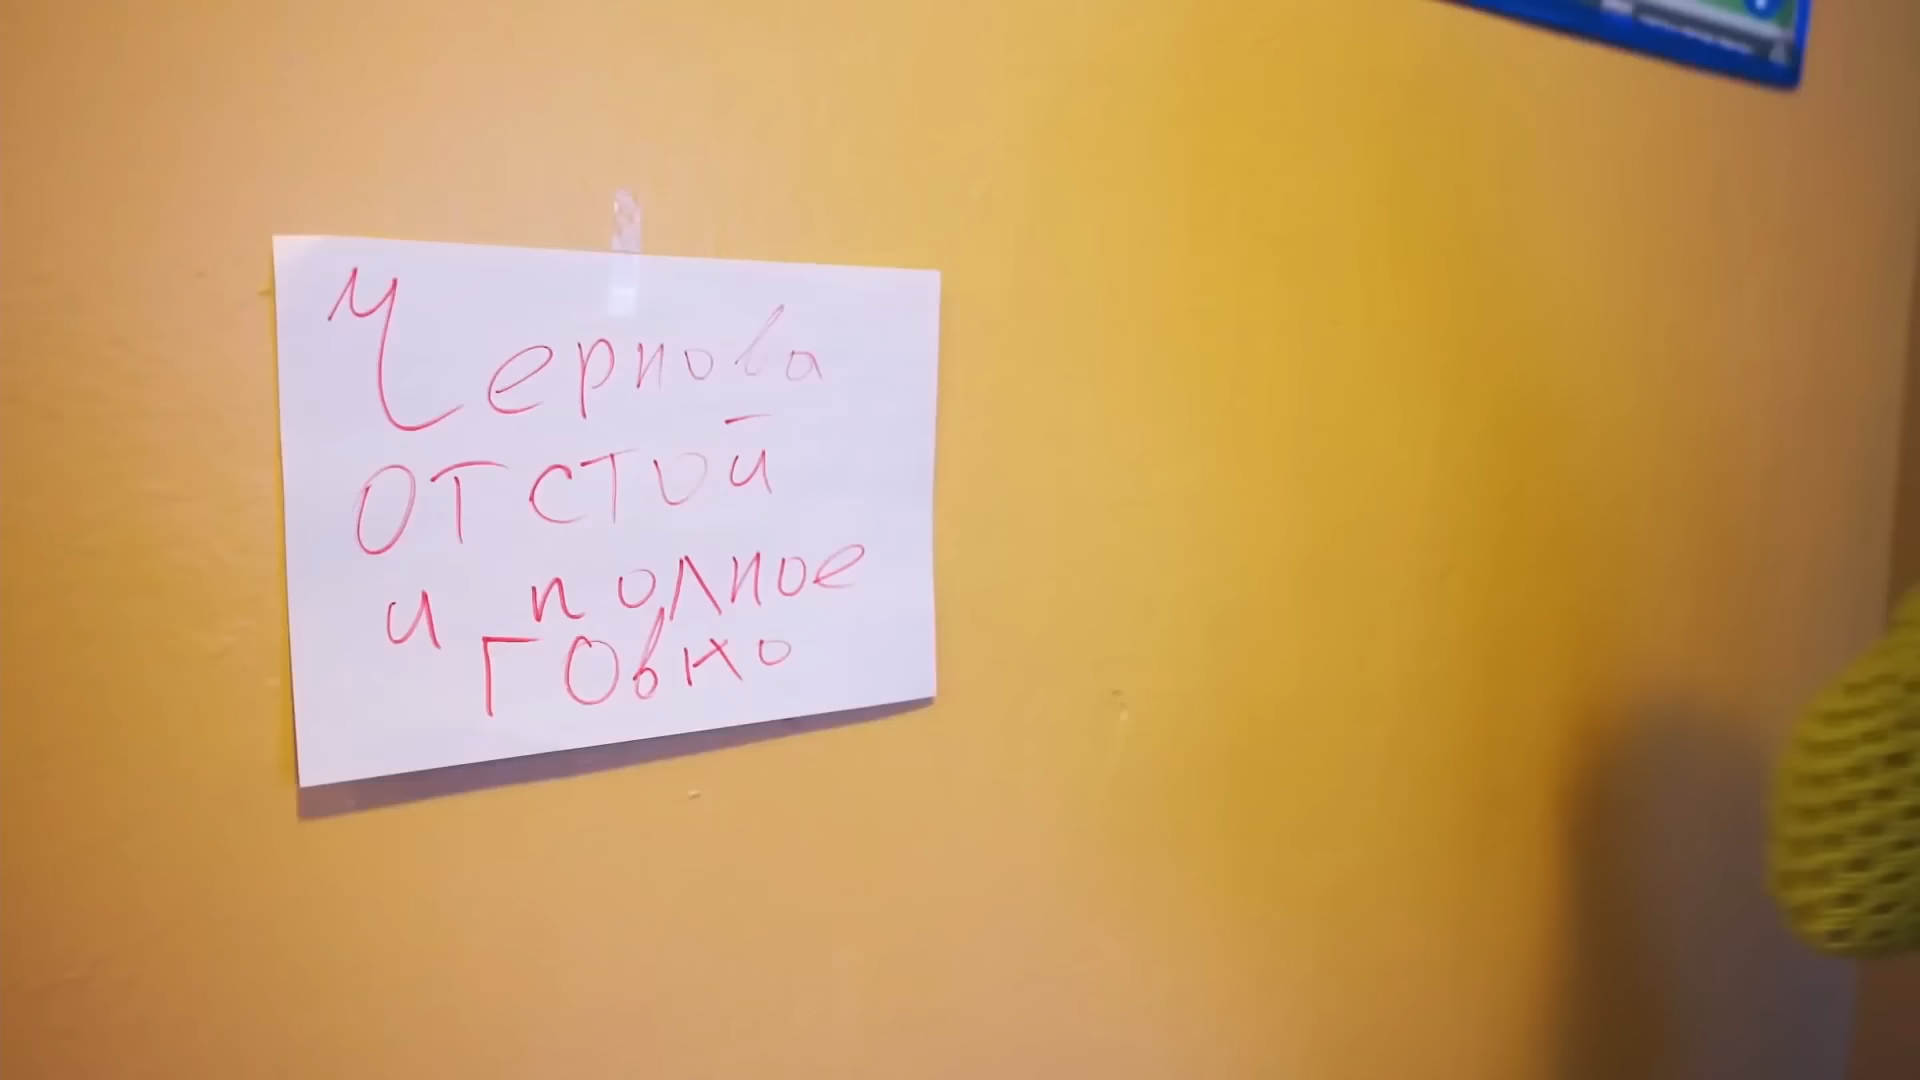 Чернова
отстой
и полное
говно